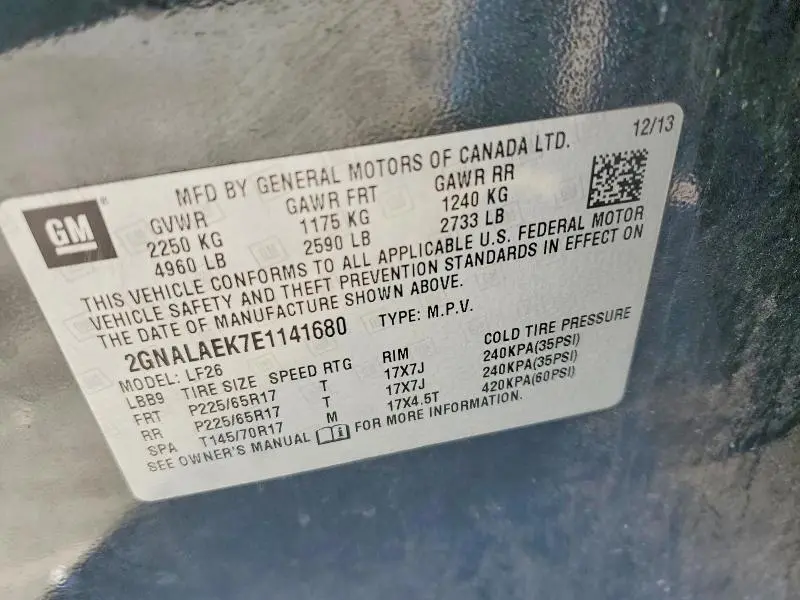 12/13
MFD BY GENERAL MOTORS OF CANADA LTD.
GM ®
GVWR GAWR FRT GAWR RR
2250 KG 1175 KG 1240 KG
4960 LB 2590 LB 2733 LB
THIS VEHICLE CONFORMS TO ALL APPLICABLE U.S. FEDERAL MOTOR
VEHICLE SAFETY AND THEFT PREVENTION STANDARDS IN EFFECT ON
THE DATE OF MANUFACTURE SHOWN ABOVE.
2GNALAEK7E1141680 TYPE: M.P.V.
MODEL: LF26
LBB9 TIRE SIZE SPEED RTG RIM COLD TIRE PRESSURE
FRT P225/65R17 T 17X7J 240KPA(35PSI)
RR P225/65R17 T 17X7J 240KPA(35PSI)
SPA T145/70R17 M 17X4.5T 420KPA(60PSI)
SEE OWNER'S MANUAL i FOR MORE INFORMATION.